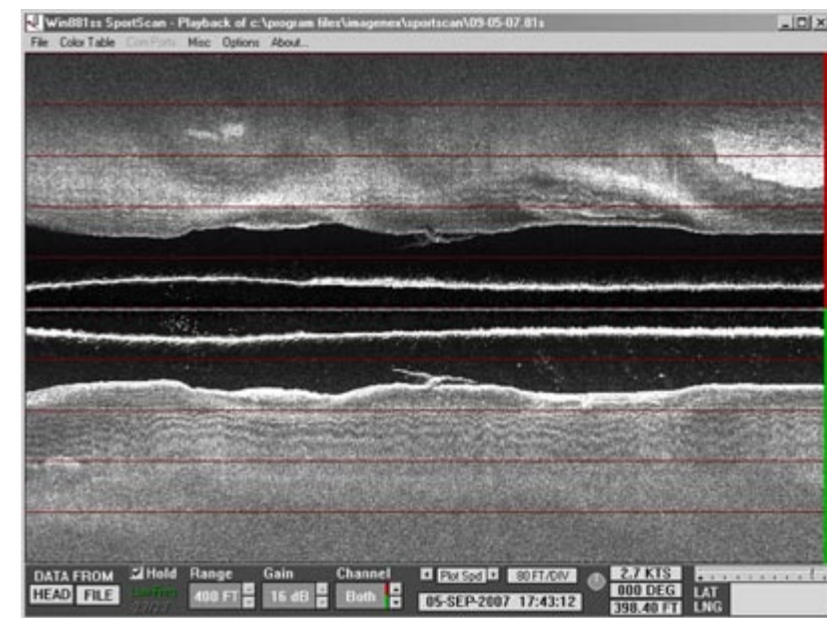 Win881ss SportScan - Playback of c:\program files\imagenex\sportscan\09-05-07.81s
File Color Table Com Ports Misc Options About...
DATA FROM
HEAD FILE
Hold
Range
400 FT
Gain
16 dB
Channel
Both
Plot Spd
80 FT/DIV
05-SEP-2007 17:43:12
2.7 KTS
000 DEG
398.40 FT
LAT
LNG